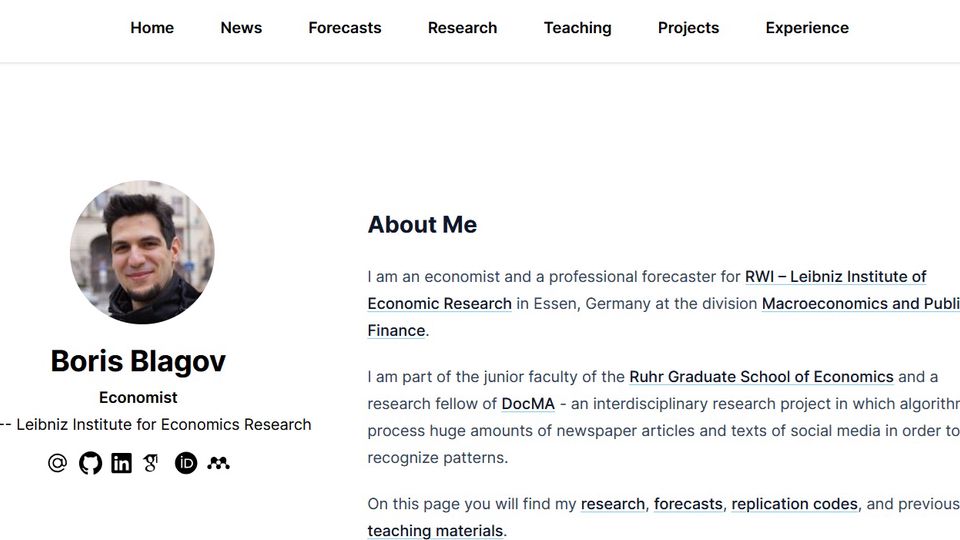 Home News Forecasts Research Teaching Projects Experience
About Me
I am an economist and a professional forecaster for RWI – Leibniz Institute of
Economic Research in Essen, Germany at the division Macroeconomics and Publi
Finance.
I am part of the junior faculty of the Ruhr Graduate School of Economics and a
research fellow of DocMA - an interdisciplinary research project in which algorithm
process huge amounts of newspaper articles and texts of social media in order to
recognize patterns.
On this page you will find my research, forecasts, replication codes, and previous
teaching materials.
Boris Blagov
Economist
-- Leibniz Institute for Economics Research